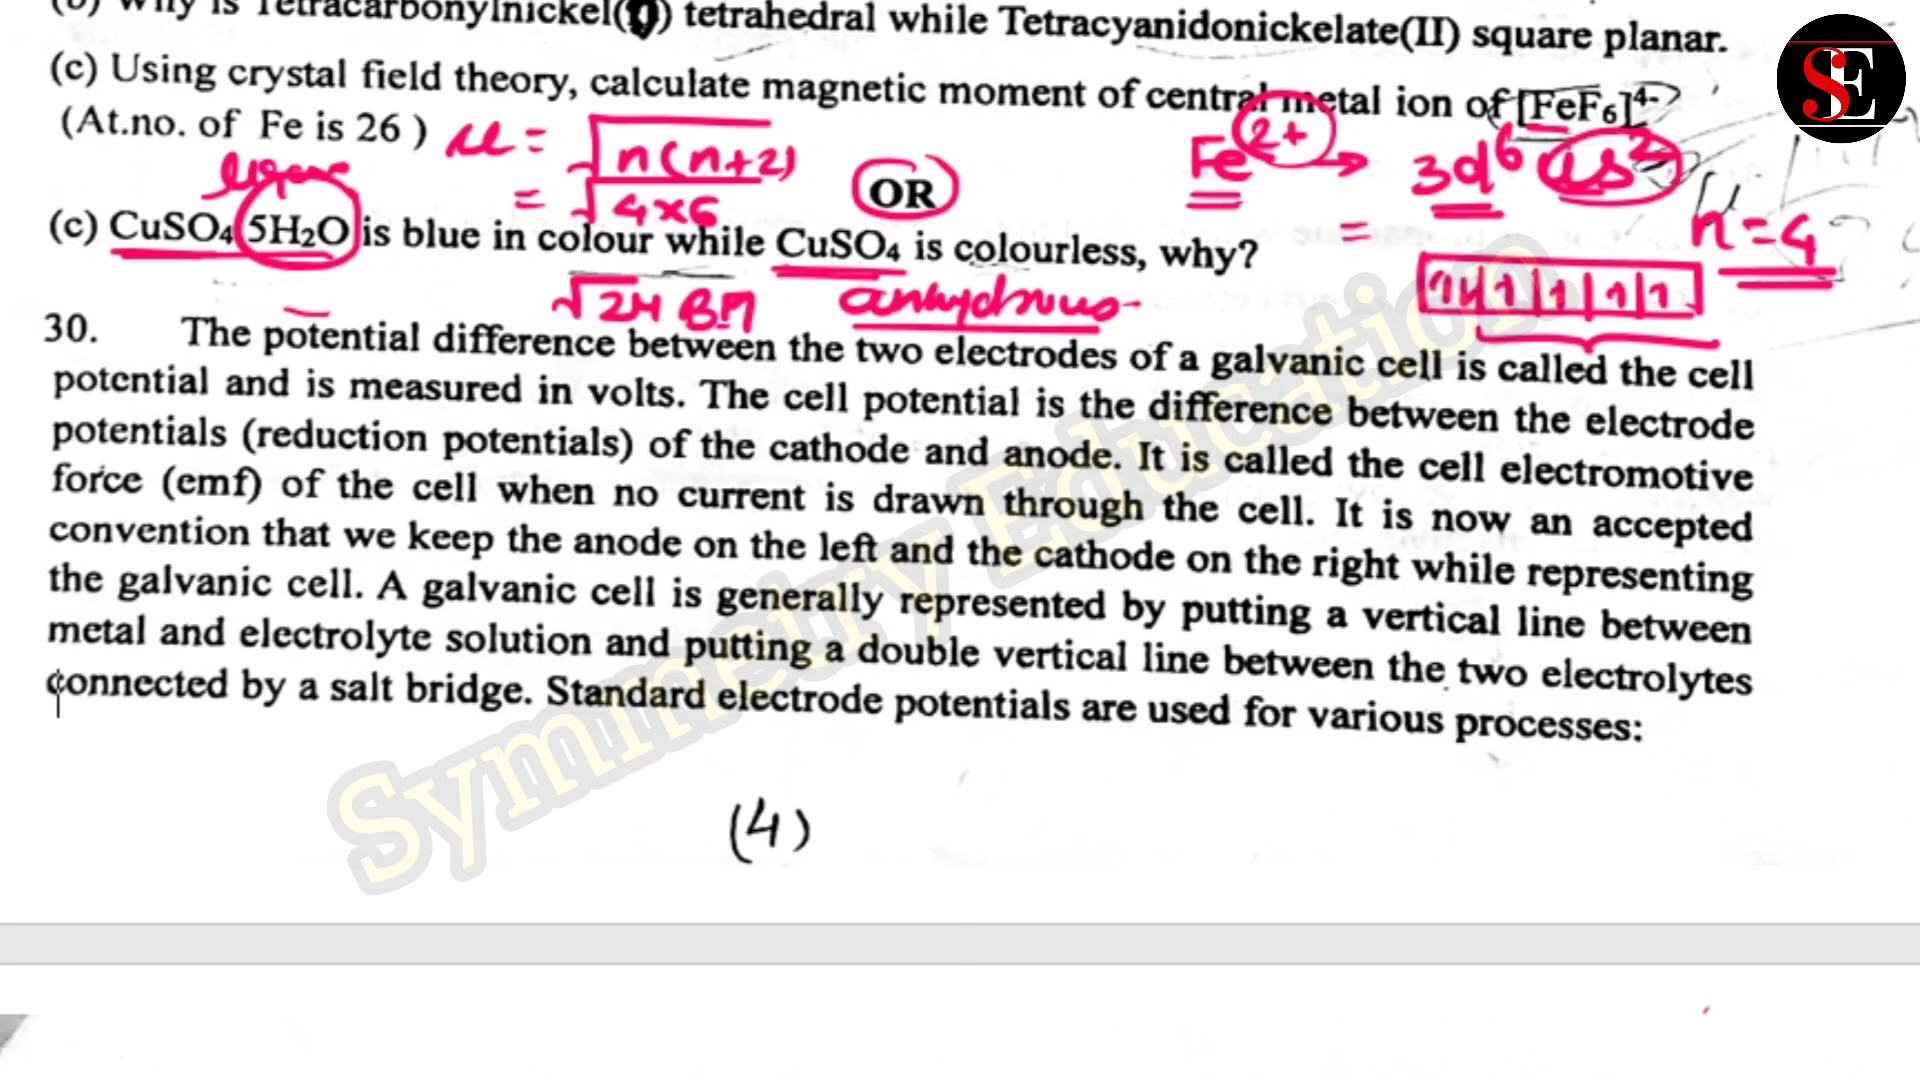 (b) Why is Tetracarbonylnickel(0) tetrahedral while Tetracyanidonickelate(II) square planar.
SE
(c) Using crystal field theory, calculate magnetic moment of central metal ion of [FeF6]4-
(At.no. of Fe is 26 ) μ = √n(n+2)
Fe2+ → 3d6 4s2
= √4×6
OR
n=4
(c) CuSO4 5H2O is blue in colour while CuSO4 is colourless, why?
=
1↓ 1 1 1 1
√24 BM anhydrous-
30. The potential difference between the two electrodes of a galvanic cell is called the cell
potential and is measured in volts. The cell potential is the difference between the electrode
potentials (reduction potentials) of the cathode and anode. It is called the cell electromotive
force (emf) of the cell when no current is drawn through the cell. It is now an accepted
convention that we keep the anode on the left and the cathode on the right while representing
the galvanic cell. A galvanic cell is generally represented by putting a vertical line between
metal and electrolyte solution and putting a double vertical line between the two electrolytes
connected by a salt bridge. Standard electrode potentials are used for various processes:
Symmetry Education
(4)